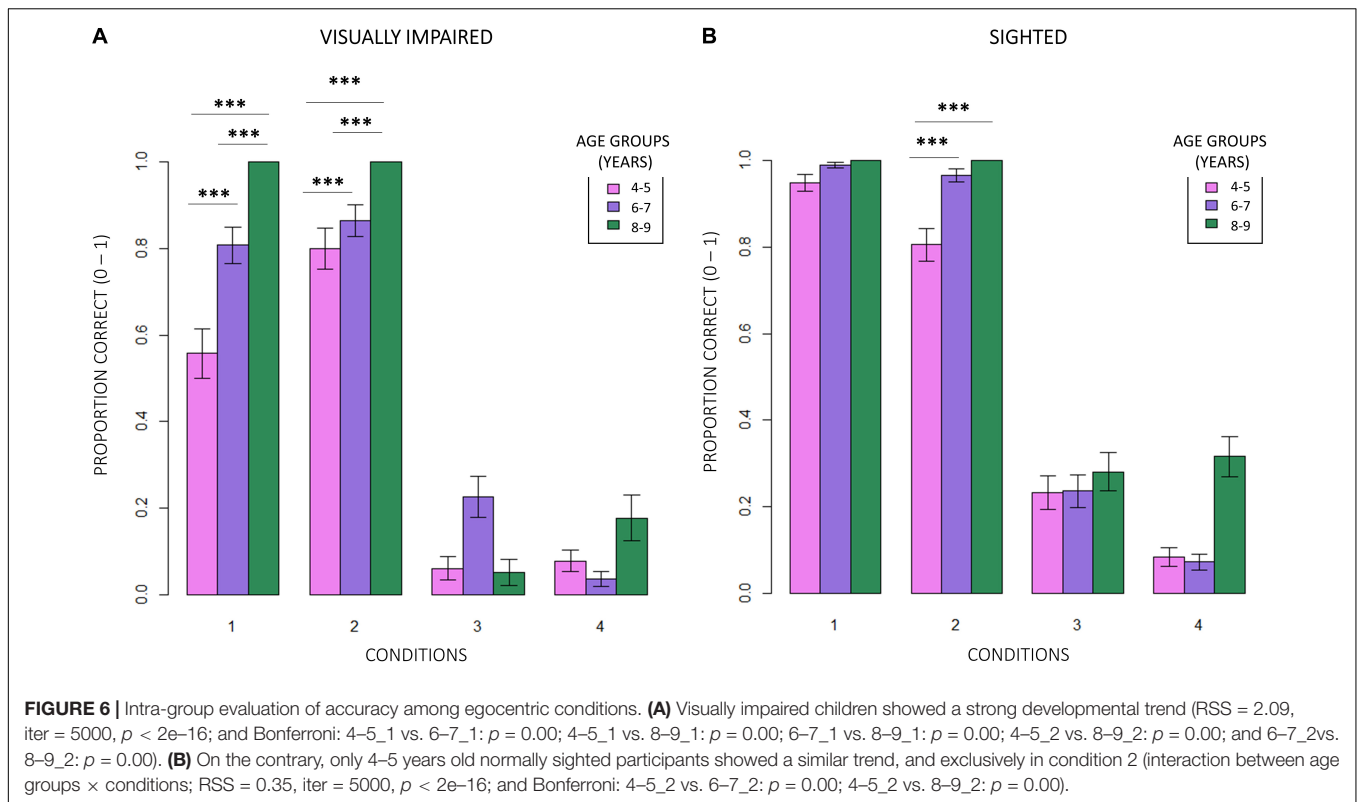 A
VISUALLY IMPAIRED
***
***
***
***
***
***
AGE GROUPS
(YEARS)
4-5
6-7
8-9
PROPORTION CORRECT (0 – 1)
1.0
0.8
0.6
0.4
0.2
0.0
1 2 3 4
CONDITIONS
B
SIGHTED
***
***
AGE GROUPS
(YEARS)
4-5
6-7
8-9
PROPORTION CORRECT (0 – 1)
1.0
0.8
0.6
0.4
0.2
0.0
1 2 3 4
CONDITIONS
FIGURE 6 | Intra-group evaluation of accuracy among egocentric conditions. (A) Visually impaired children showed a strong developmental trend (RSS = 2.09,
iter = 5000, p < 2e–16; and Bonferroni: 4–5_1 vs. 6–7_1: p = 0.00; 4–5_1 vs. 8–9_1: p = 0.00; 6–7_1 vs. 8–9_1: p = 0.00; 4–5_2 vs. 8–9_2: p = 0.00; and 6–7_2vs.
8–9_2: p = 0.00). (B) On the contrary, only 4–5 years old normally sighted participants showed a similar trend, and exclusively in condition 2 (interaction between age
groups × conditions; RSS = 0.35, iter = 5000, p < 2e–16; and Bonferroni: 4–5_2 vs. 6–7_2: p = 0.00; 4–5_2 vs. 8–9_2: p = 0.00).